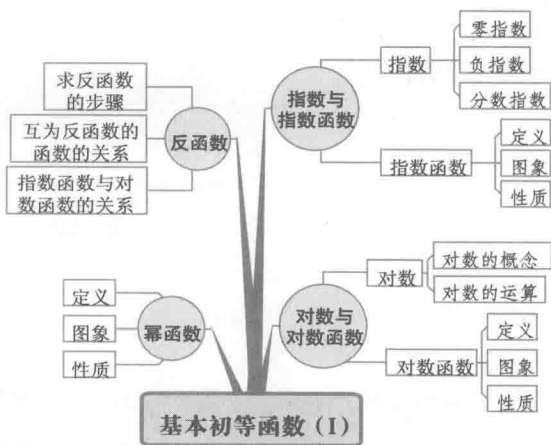 求反函数
的步骤
互为反函数的
函数的关系
指数函数与对
数函数的关系
反函数
指数与
指数函数
指数
零指数
负指数
分数指数
指数函数
定义
图象
性质
定义
图象
性质
幂函数
对数与
对数函数
对数
对数的概念
对数的运算
对数函数
定义
图象
性质
基本初等函数 (I)